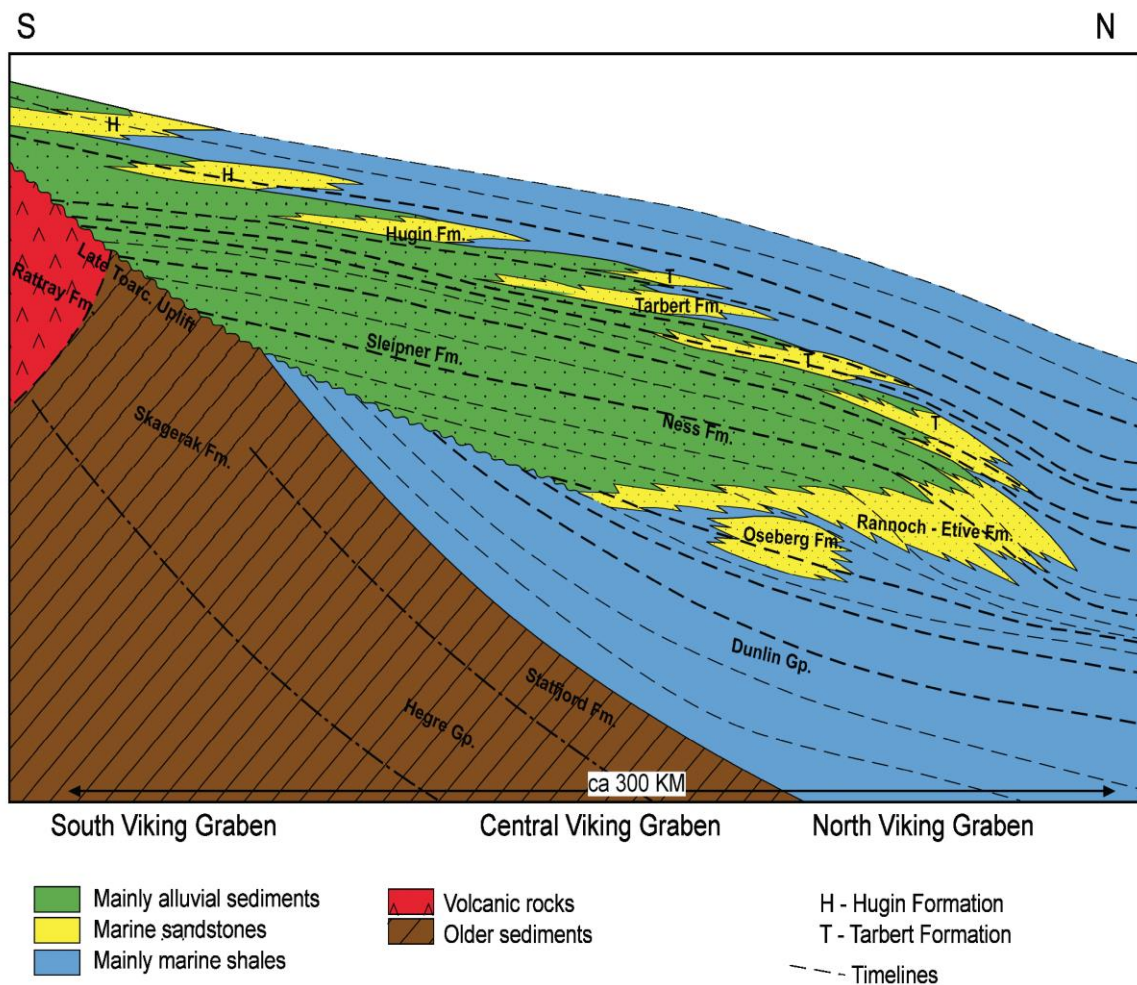 S
N
H
H
Hugin Fm.
T
Tarbert Fm.
T
T
Rattray Fm.
Late Toarc. Uplift
Sleipner Fm.
Ness Fm.
Skagerak Fm.
Rannoch - Etive Fm.
Oseberg Fm.
Dunlin Gp.
Statfjord Fm.
Hegre Gp.
ca 300 KM
South Viking Graben
Central Viking Graben
North Viking Graben
Mainly alluvial sediments
Marine sandstones
Mainly marine shales
Volcanic rocks
Older sediments
H - Hugin Formation
T - Tarbert Formation
Timelines